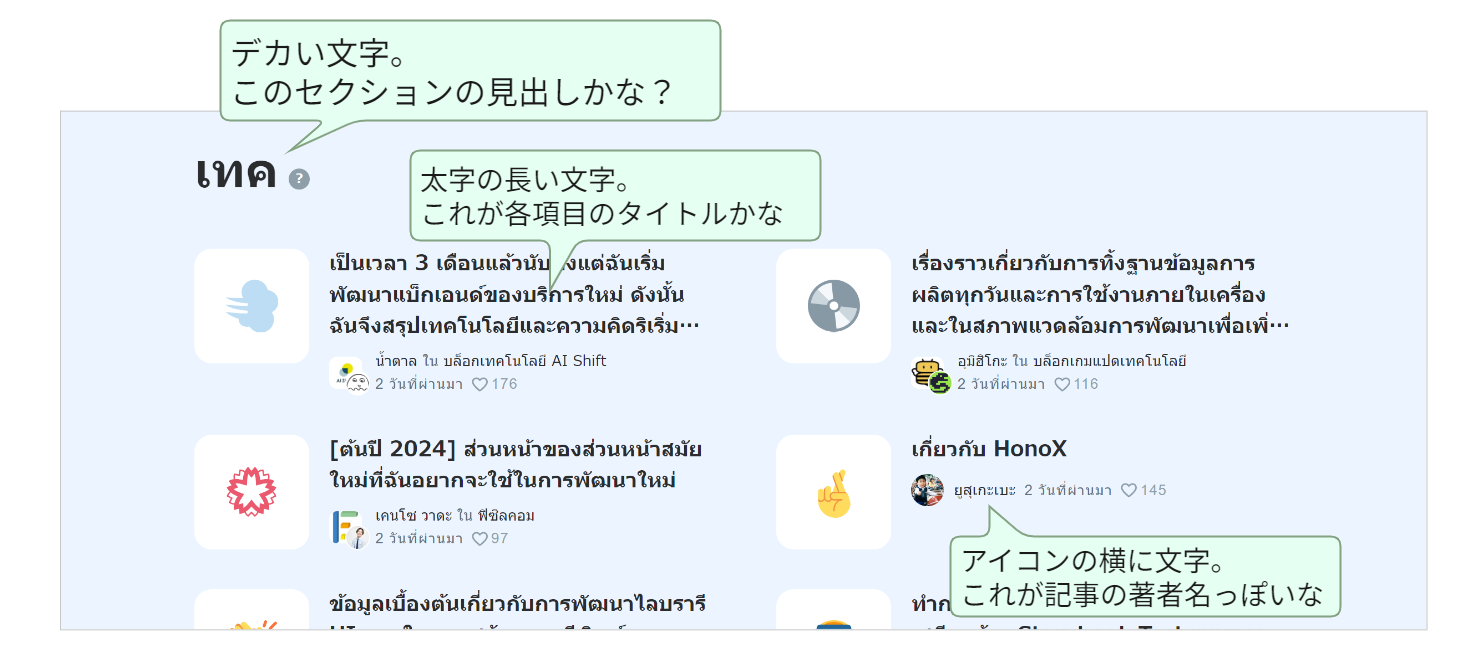 デカい文字。
このセクションの見出しかな？
เทค ?
太字の長い文字。
これが各項目のタイトルかな
เป็นเวลา 3 เดือนแล้วนับ งแต่ฉันเริ่ม
พัฒนาแบ็กเอนด์ของบริการใหม่ ดังนั้น
ฉันจึงสรุปเทคโนโลยีและความคิดริเริ่ม…
น้ำตาล ใน บล็อกเทคโนโลยี AI Shift
2 วันที่ผ่านมา 176
เรื่องราวเกี่ยวกับการทิ้งฐานข้อมูลการ
ผลิตทุกวันและการใช้งานภายในเครื่อง
และในสภาพแวดล้อมการพัฒนาเพื่อเพิ่…
อุมิฮิโกะ ใน บล็อกเกมแปดเทคโนโลยี
2 วันที่ผ่านมา 116
[ต้นปี 2024] ส่วนหน้าของส่วนหน้าสมัย
ใหม่ที่ฉันอยากจะใช้ในการพัฒนาใหม่
เคนโซ วาดะ ใน ฟิซิลคอม
2 วันที่ผ่านมา 97
เกี่ยวกับ HonoX
ยูสุเกะเบะ 2 วันที่ผ่านมา 145
アイコンの横に文字。
これが記事の著者名っぽいな
ข้อมูลเบื้องต้นเกี่ยวกับการพัฒนาไลบรารี